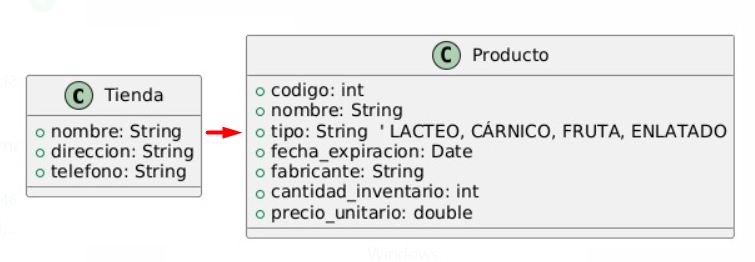 C Tienda
nombre: String
direccion: String
telefono: String
C Producto
codigo: int
nombre: String
tipo: String ' LACTEO, CÁRNICO, FRUTA, ENLATADO
fecha_expiracion: Date
fabricante: String
cantidad_inventario: int
precio_unitario: double
Windows